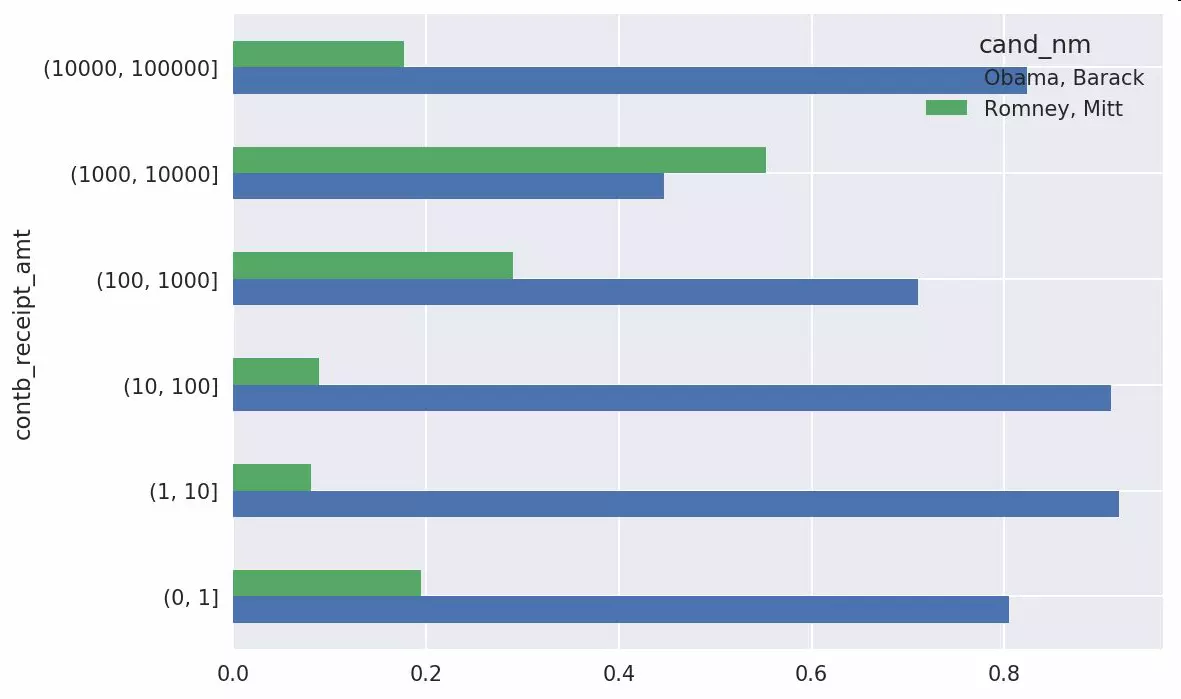 cand_nm
Obama, Barack
Romney, Mitt
contb_receipt_amt
(10000, 100000]
(1000, 10000]
(100, 1000]
(10, 100]
(1, 10]
(0, 1]
0.0 0.2 0.4 0.6 0.8